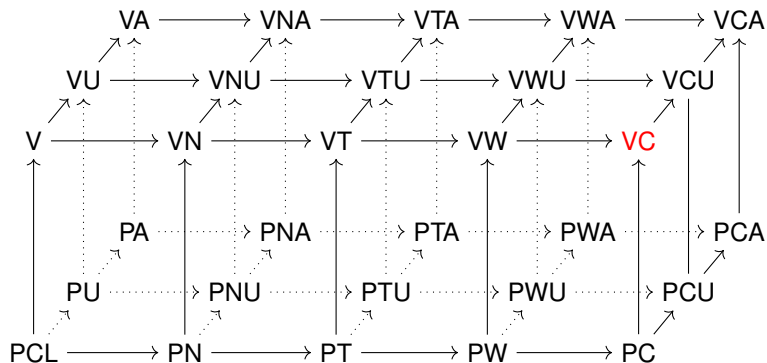 VA VNA VTA VWA VCA
VU VNU VTU VWU VCU
V VN VT VW VC
PA PNA PTA PWA PCA
PU PNU PTU PWU PCU
PCL PN PT PW PC